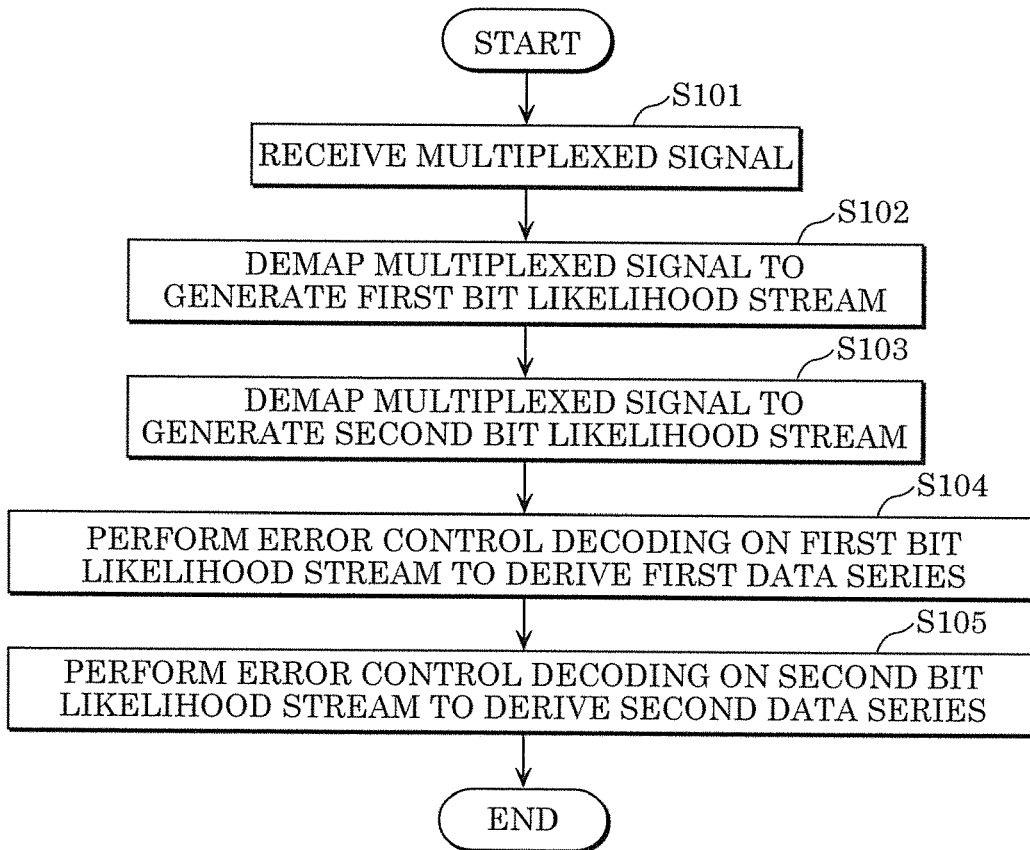 START
S101
RECEIVE MULTIPLEXED SIGNAL
S102
DEMAP MULTIPLEXED SIGNAL TO
GENERATE FIRST BIT LIKELIHOOD STREAM
S103
DEMAP MULTIPLEXED SIGNAL TO
GENERATE SECOND BIT LIKELIHOOD STREAM
S104
PERFORM ERROR CONTROL DECODING ON FIRST BIT
LIKELIHOOD STREAM TO DERIVE FIRST DATA SERIES
S105
PERFORM ERROR CONTROL DECODING ON SECOND BIT
LIKELIHOOD STREAM TO DERIVE SECOND DATA SERIES
END